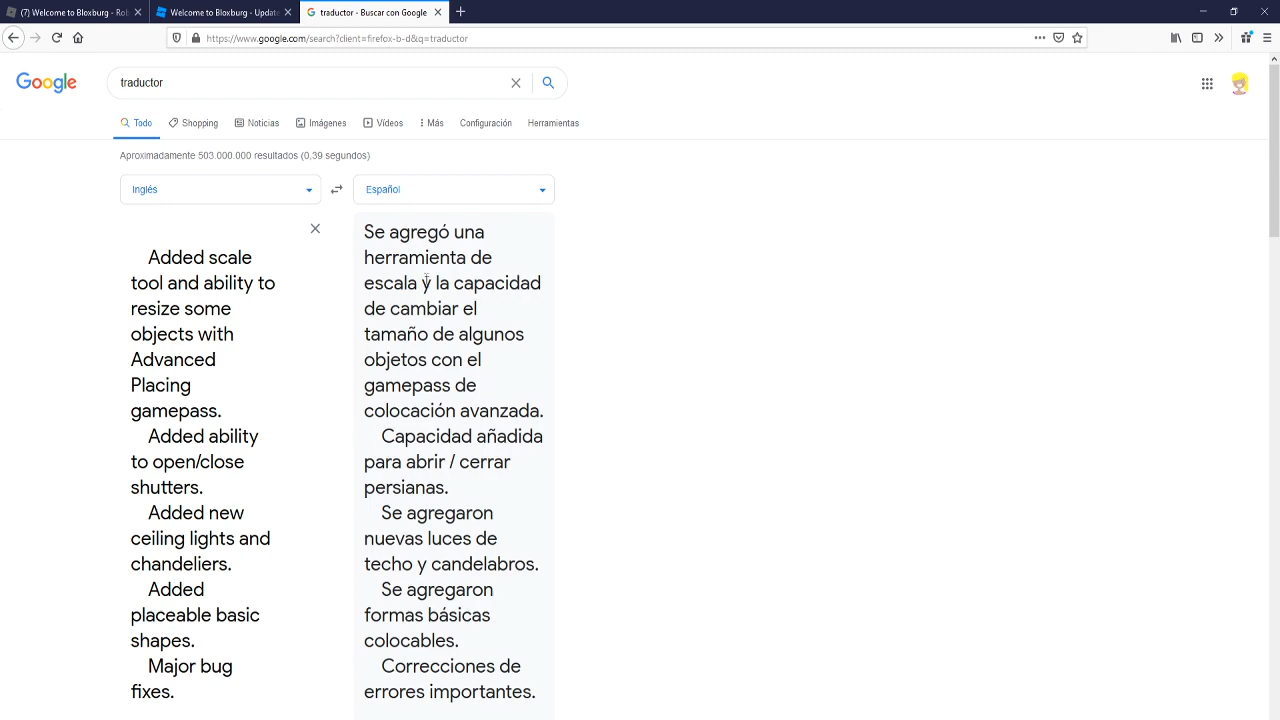 (7) Welcome to Bloxburg - Rob
Welcome to Bloxburg - Update
traductor - Buscar con Google
https://www.google.com/search?client=firefox-b-d&q=traductor
Google
traductor
Todo
Shopping
Noticias
Imágenes
Vídeos
Más
Configuración
Herramientas
Aproximadamente 503.000.000 resultados (0,39 segundos)
Inglés
Español
Added scale
tool and ability to
resize some
objects with
Advanced
Placing
gamepass.
Added ability
to open/close
shutters.
Added new
ceiling lights and
chandeliers.
Added
placeable basic
shapes.
Major bug
fixes.
Se agregó una
herramienta de
escala y la capacidad
de cambiar el
tamaño de algunos
objetos con el
gamepass de
colocación avanzada.
Capacidad añadida
para abrir / cerrar
persianas.
Se agregaron
nuevas luces de
techo y candelabros.
Se agregaron
formas básicas
colocables.
Correcciones de
errores importantes.